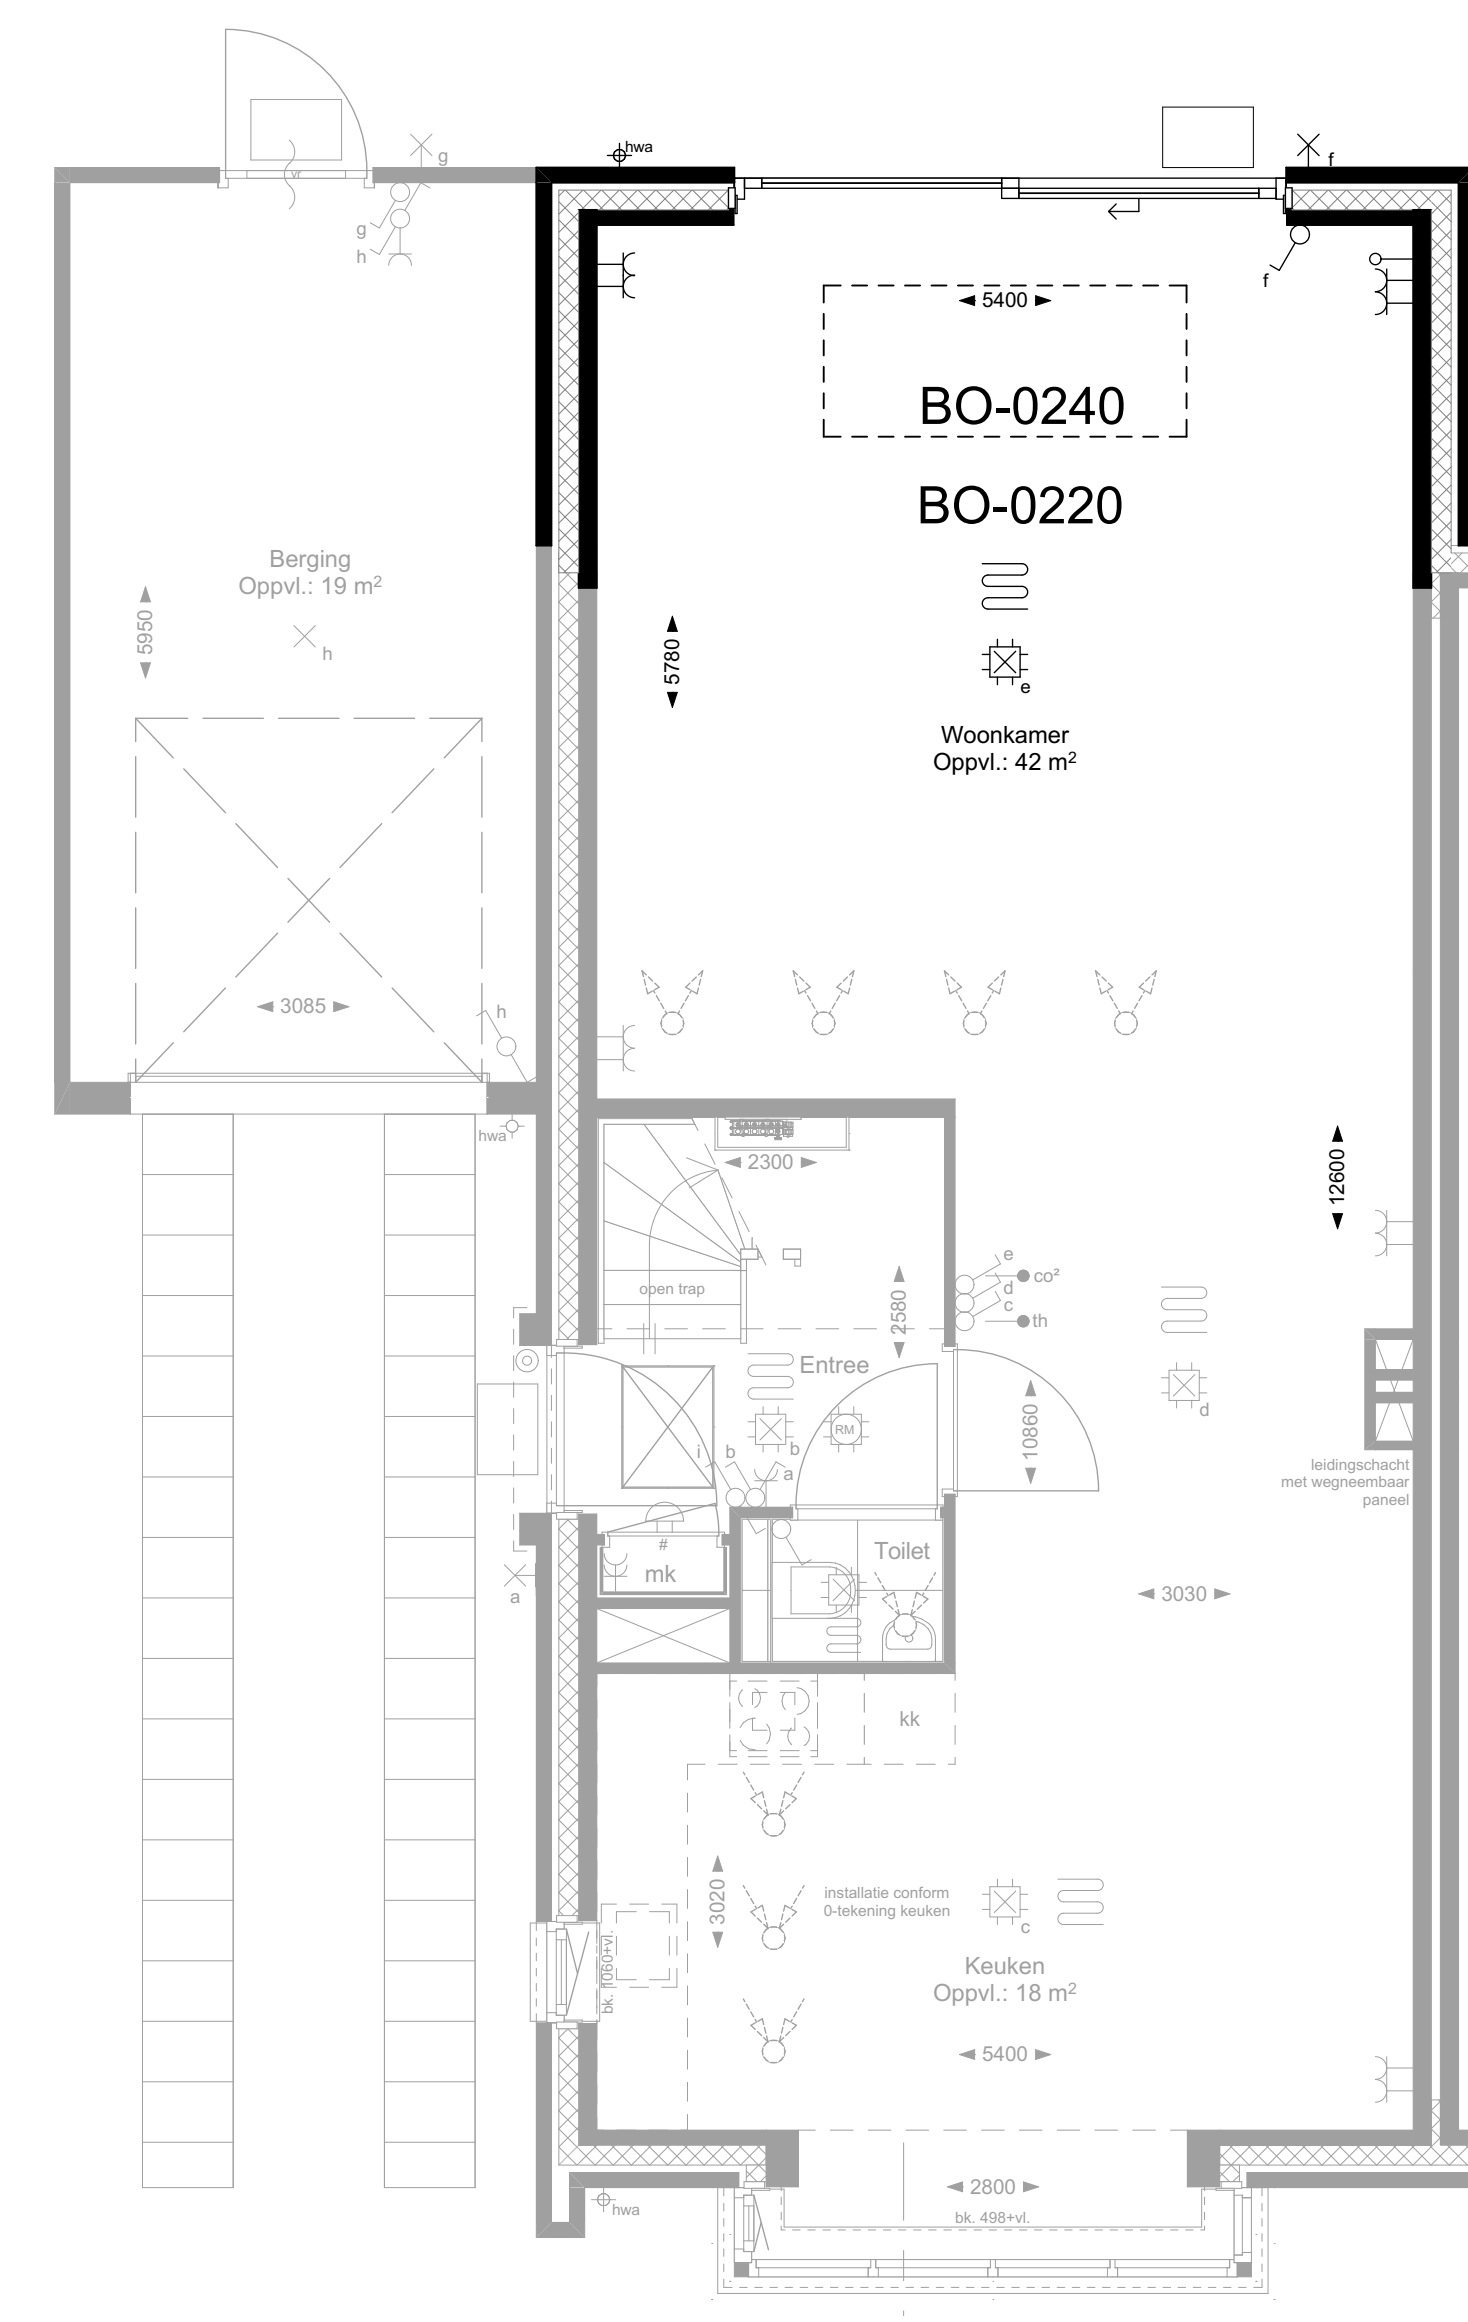 hwa
f
g
vr
g
h
f
5400
BO-0240
BO-0220
Berging
Oppvl.: 19 m²
h
5950
5780
e
Woonkamer
Oppvl.: 42 m²
3085
h
hwa
2300
12600
open trap
2580
e
d
c
co²
th
Entree
10860
d
RM
i
b
b
a
leidingschacht
met wegneembaar
paneel
#
mk
Toilet
a
3030
kk
3020
installatie conform
0-tekening keuken
c
bk. 1060+vl.
Keuken
Oppvl.: 18 m²
5400
2800
bk. 498+vl.
hwa